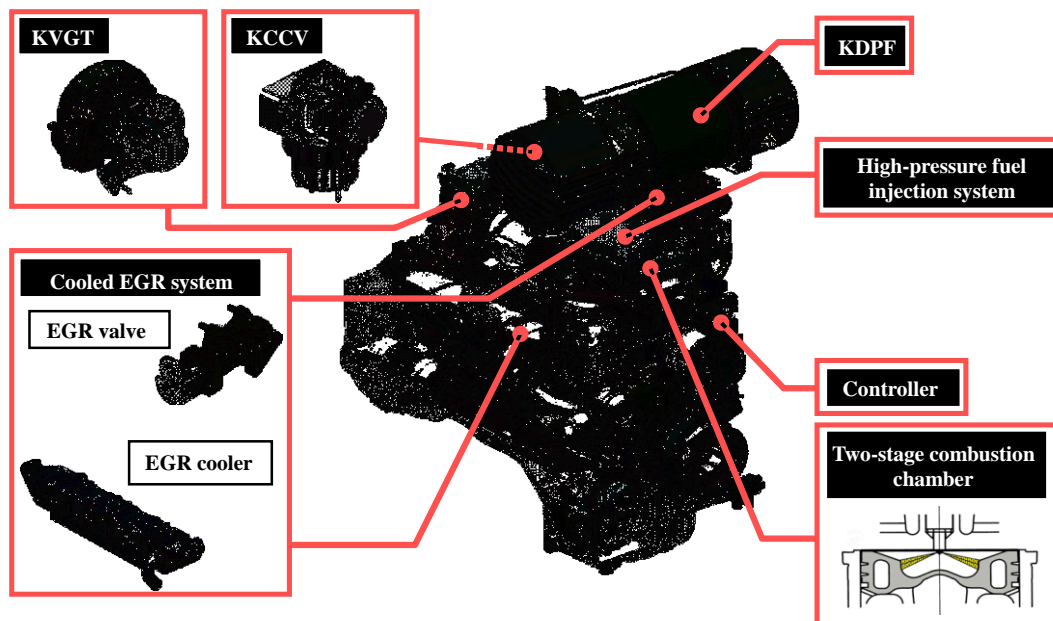 KVGT
KCCV
KDPF
High-pressure fuel
injection system
Cooled EGR system
EGR valve
EGR cooler
Controller
Two-stage combustion
chamber